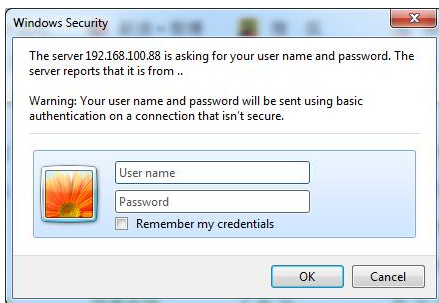 Windows Security
The server 192.168.100.88 is asking for your user name and password. The
server reports that it is from ..
Warning: Your user name and password will be sent using basic
authentication on a connection that isn't secure.
User name
Password
Remember my credentials
OK
Cancel